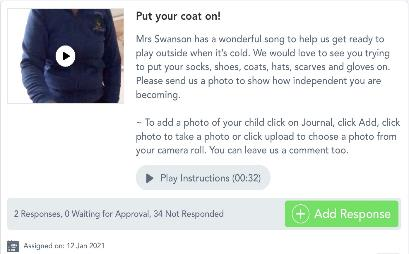 Put your coat on!
Mrs Swanson has a wonderful song to help us get ready to
play outside when it's cold. We would love to see you trying
to put your socks, shoes, coats, hats, scarves and gloves on.
Please send us a photo to show how independent you are
becoming.
~ To add a photo of your child click on Journal, click Add, click
photo to take a photo or click upload to choose a photo from
your camera roll. You can leave us a comment too.
Play Instructions (00:32)
2 Responses, 0 Waiting for Approval, 34 Not Responded
Add Response
Assigned on: 12 Jan 2021